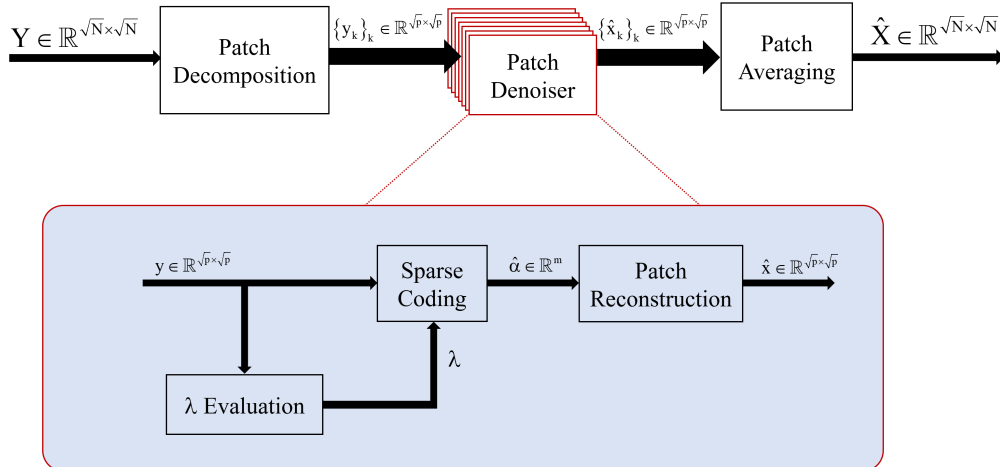 Y ∈ ℝ^{√N×√N}
Patch
Decomposition
{y_k}_k ∈ ℝ^{√p×√p}
Patch
Denoiser
{x̂_k}_k ∈ ℝ^{√p×√p}
Patch
Averaging
X̂ ∈ ℝ^{√N×√N}
y ∈ ℝ^{√p×√p}
Sparse
Coding
α̂ ∈ ℝ^m
Patch
Reconstruction
x̂ ∈ ℝ^{√p×√p}
λ
λ Evaluation